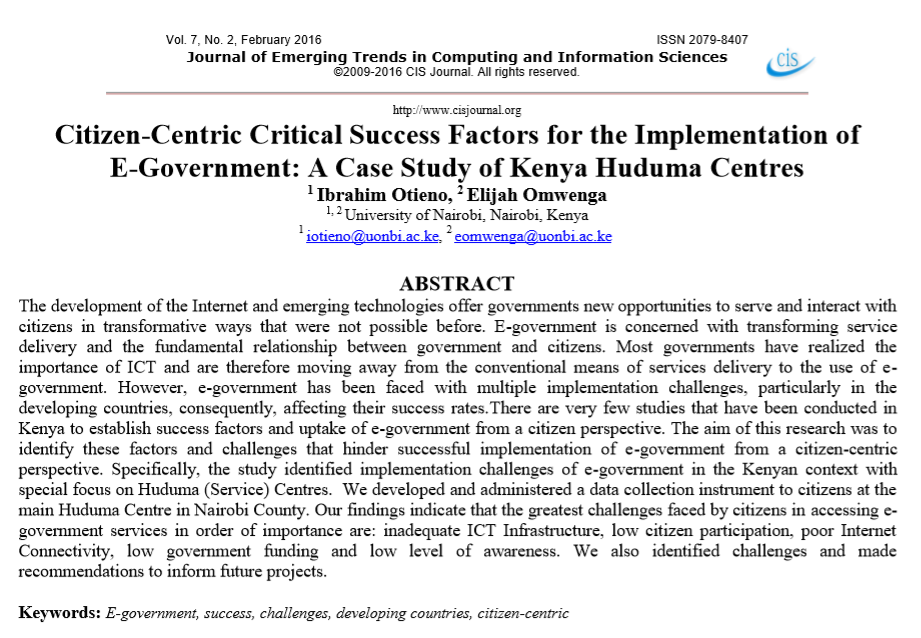 Vol. 7, No. 2, February 2016 ISSN 2079-8407
Journal of Emerging Trends in Computing and Information Sciences
©2009-2016 CIS Journal. All rights reserved.
cis
http://www.cisjournal.org
Citizen-Centric Critical Success Factors for the Implementation of
E-Government: A Case Study of Kenya Huduma Centres
1 Ibrahim Otieno, 2 Elijah Omwenga
1, 2 University of Nairobi, Nairobi, Kenya
1 iotieno@uonbi.ac.ke, 2 eomwenga@uonbi.ac.ke
ABSTRACT
The development of the Internet and emerging technologies offer governments new opportunities to serve and interact with
citizens in transformative ways that were not possible before. E-government is concerned with transforming service
delivery and the fundamental relationship between government and citizens. Most governments have realized the
importance of ICT and are therefore moving away from the conventional means of services delivery to the use of e-
government. However, e-government has been faced with multiple implementation challenges, particularly in the
developing countries, consequently, affecting their success rates.There are very few studies that have been conducted in
Kenya to establish success factors and uptake of e-government from a citizen perspective. The aim of this research was to
identify these factors and challenges that hinder successful implementation of e-government from a citizen-centric
perspective. Specifically, the study identified implementation challenges of e-government in the Kenyan context with
special focus on Huduma (Service) Centres. We developed and administered a data collection instrument to citizens at the
main Huduma Centre in Nairobi County. Our findings indicate that the greatest challenges faced by citizens in accessing e-
government services in order of importance are: inadequate ICT Infrastructure, low citizen participation, poor Internet
Connectivity, low government funding and low level of awareness. We also identified challenges and made
recommendations to inform future projects.
Keywords: E-government, success, challenges, developing countries, citizen-centric